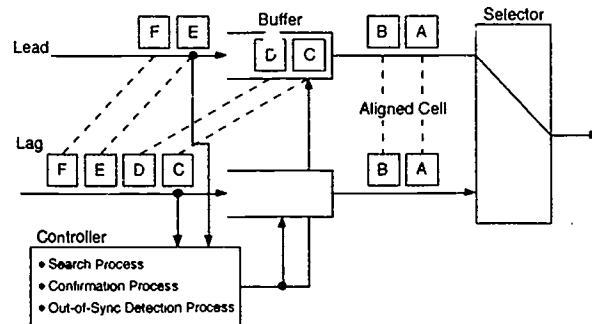 Buffer
Selector
Lead
F E
D C
B A
Aligned Cell
Lag
F E D C
B A
Controller
• Search Process
• Confirmation Process
• Out-of-Sync Detection Process